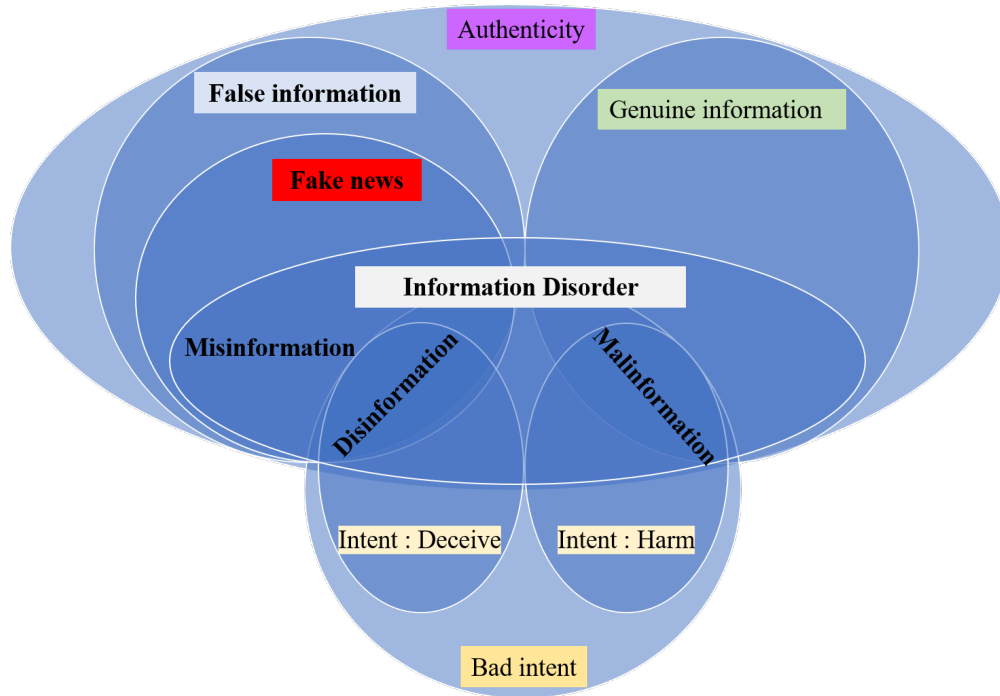 Authenticity
False information
Genuine information
Fake news
Information Disorder
Misinformation
Disinformation
Malinformation
Intent : Deceive
Intent : Harm
Bad intent